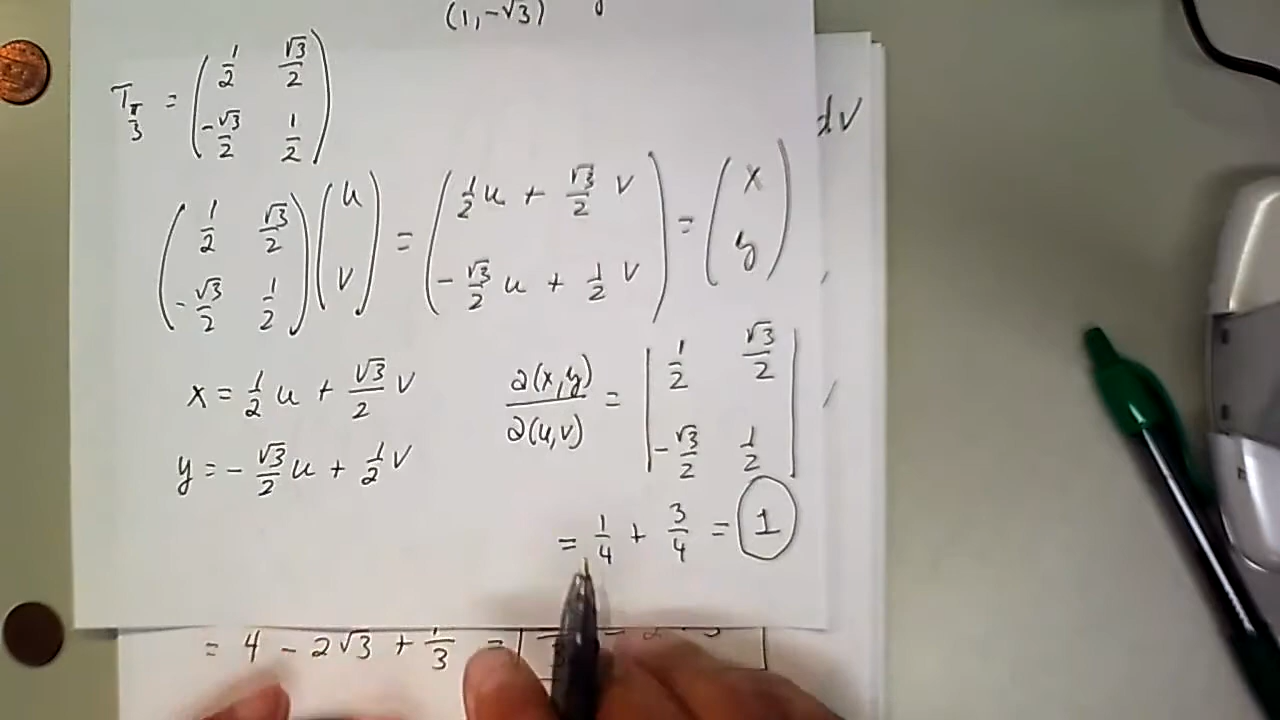 (1, -√3)
T_{π/3} = ( 1/2 √3/2 ; -√3/2 1/2 )
dV
( 1/2 √3/2 ; -√3/2 1/2 ) ( u ; v ) = ( 1/2 u + √3/2 v ; -√3/2 u + 1/2 v ) = ( x ; y )
x = 1/2 u + √3/2 v
y = -√3/2 u + 1/2 v
∂(x,y)/∂(u,v) = | 1/2 √3/2 ; -√3/2 1/2 |
= 1/4 + 3/4 = 1
= 4 - 2√3 + 1/3 =